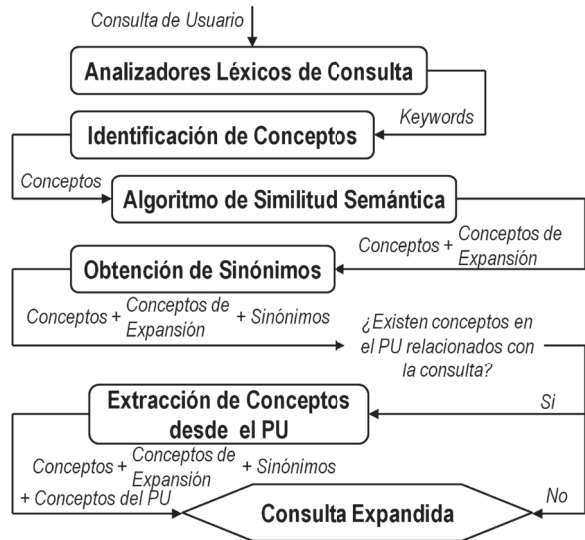 Consulta de Usuario
Analizadores Léxicos de Consulta
Keywords
Identificación de Conceptos
Conceptos
Algoritmo de Similitud Semántica
Conceptos + Conceptos de
Expansión
Obtención de Sinónimos
Conceptos + Conceptos de + Sinónimos
Expansión
¿Existen conceptos en
el PU relacionados con
la consulta?
Si
Extracción de Conceptos
desde el PU
Conceptos + Conceptos de + Sinónimos
Expansión
+ Conceptos del PU
No
Consulta Expandida